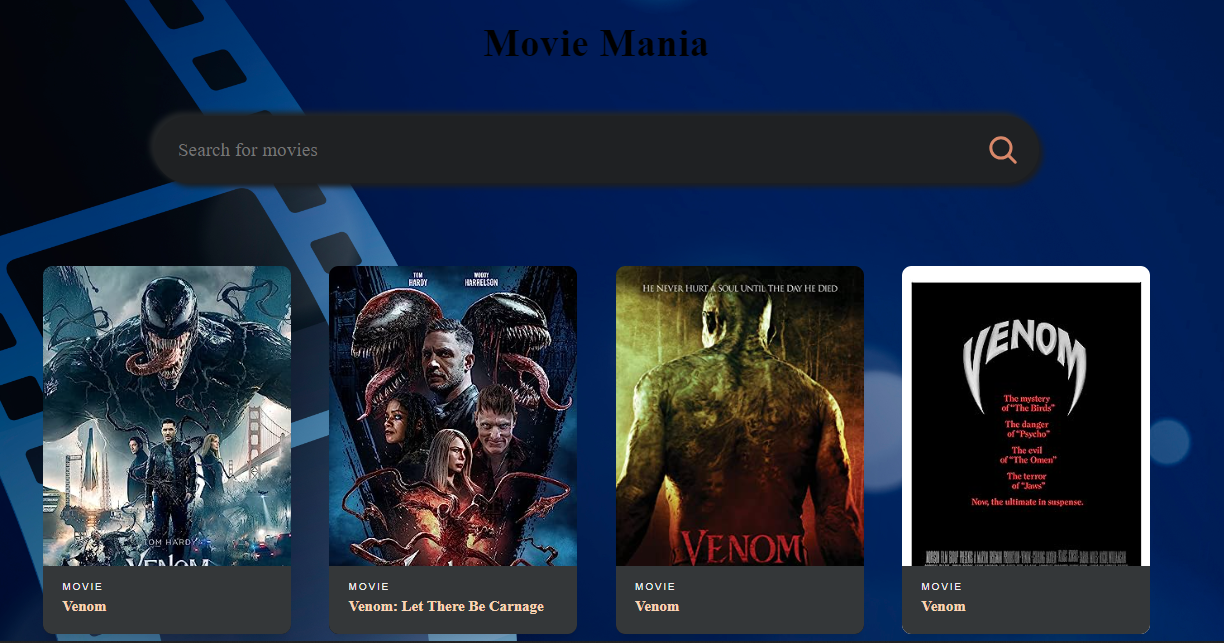 Movie Mania
Search for movies
TOM HARDY
VENOM
MOVIE
Venom
TOM HARDY
WOODY HARRELSON
MOVIE
Venom: Let There Be Carnage
HE NEVER HURT A SOUL UNTIL THE DAY HE DIED
VENOM
MOVIE
Venom
VENOM
The mystery
of "The Birds"
The danger
of "Psycho"
The evil
of "The Omen"
The terror
of "Jaws"
Now, the ultimate in suspense.
MOVIE
Venom